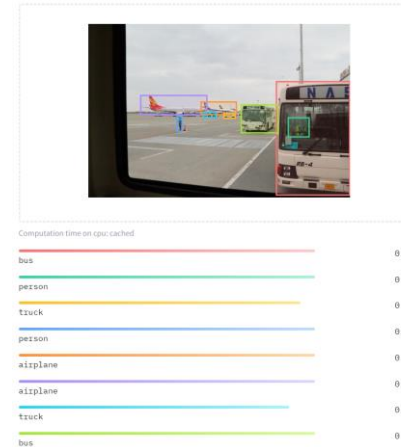 NA
Computation time on cpu: cached
bus
0
person
0
truck
0
person
0
airplane
0
airplane
0
truck
0
bus
0